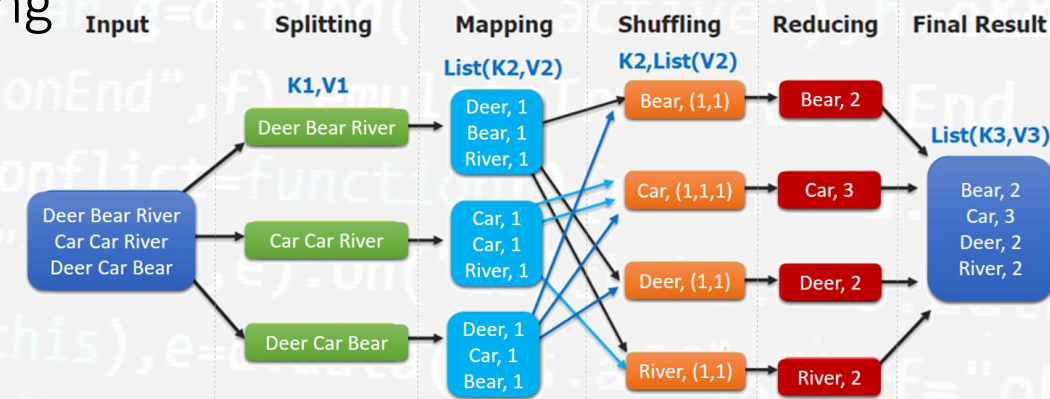 ng
Input
Splitting
Mapping
Shuffling
Reducing
Final Result
K1,V1
List(K2,V2)
K2,List(V2)
List(K3,V3)
Deer Bear River
Car Car River
Deer Car Bear
Deer Bear River
Car Car River
Deer Car Bear
Deer, 1
Bear, 1
River, 1
Car, 1
Car, 1
River, 1
Deer, 1
Car, 1
Bear, 1
Bear, (1,1)
Car, (1,1,1)
Deer, (1,1)
River, (1,1)
Bear, 2
Car, 3
Deer, 2
River, 2
Bear, 2
Car, 3
Deer, 2
River, 2